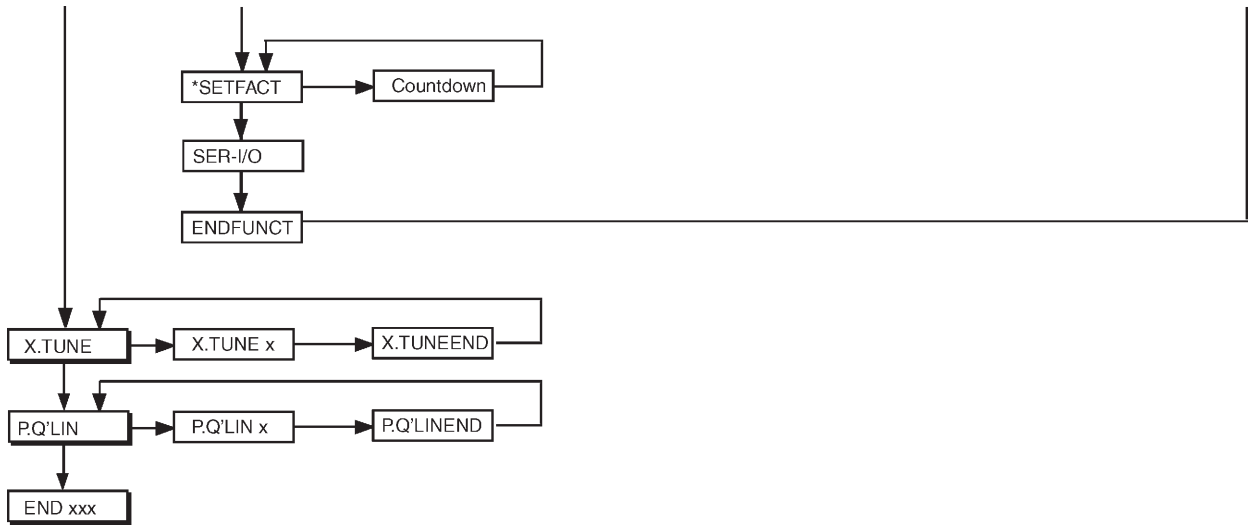 *SETFACT
Countdown
SER-I/O
ENDFUNCT
X.TUNE
X.TUNE x
X.TUNEEND
P.Q’LIN
P.Q’LIN x
P.Q’LINEND
END xxx